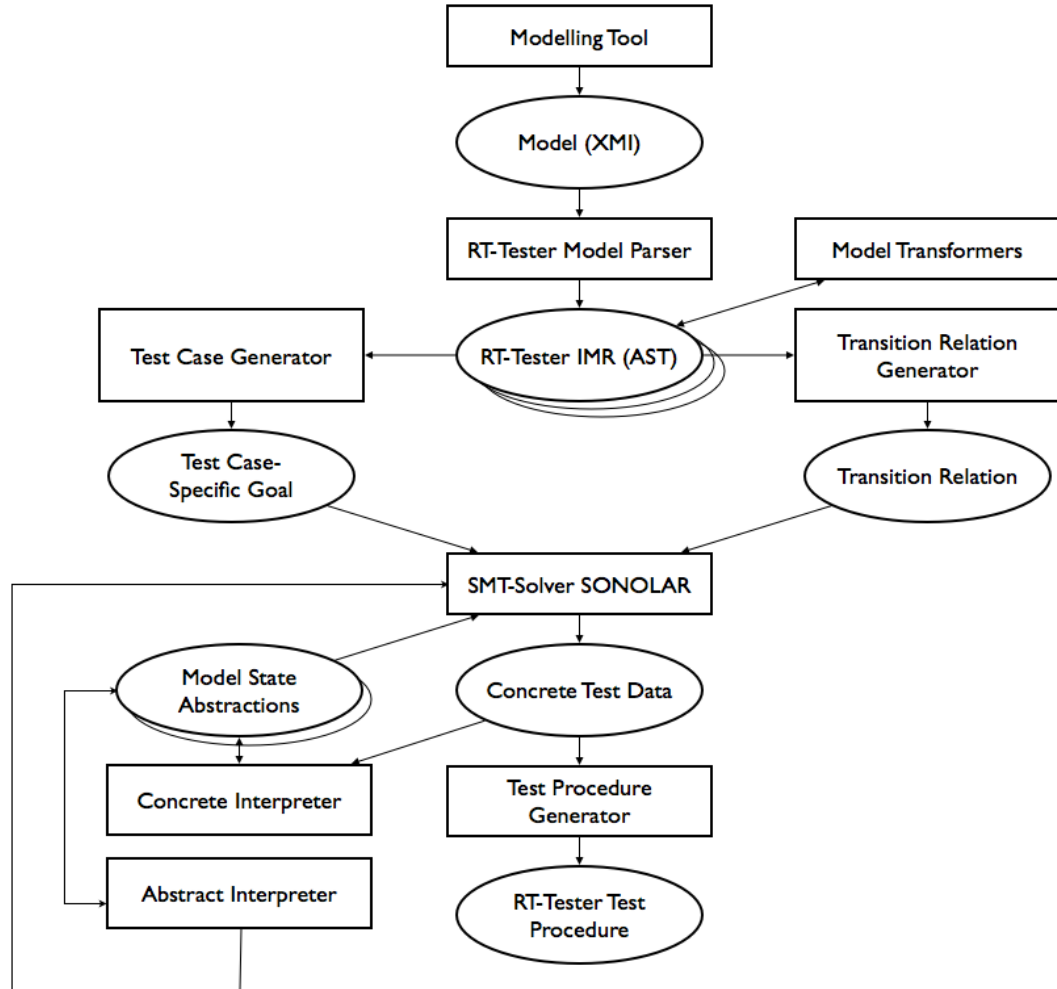 Modelling Tool
Model (XMI)
RT-Tester Model Parser
Model Transformers
Test Case Generator
RT-Tester IMR (AST)
Transition Relation
Generator
Test Case-
Specific Goal
Transition Relation
SMT-Solver SONOLAR
Model State
Abstractions
Concrete Test Data
Concrete Interpreter
Test Procedure
Generator
Abstract Interpreter
RT-Tester Test
Procedure